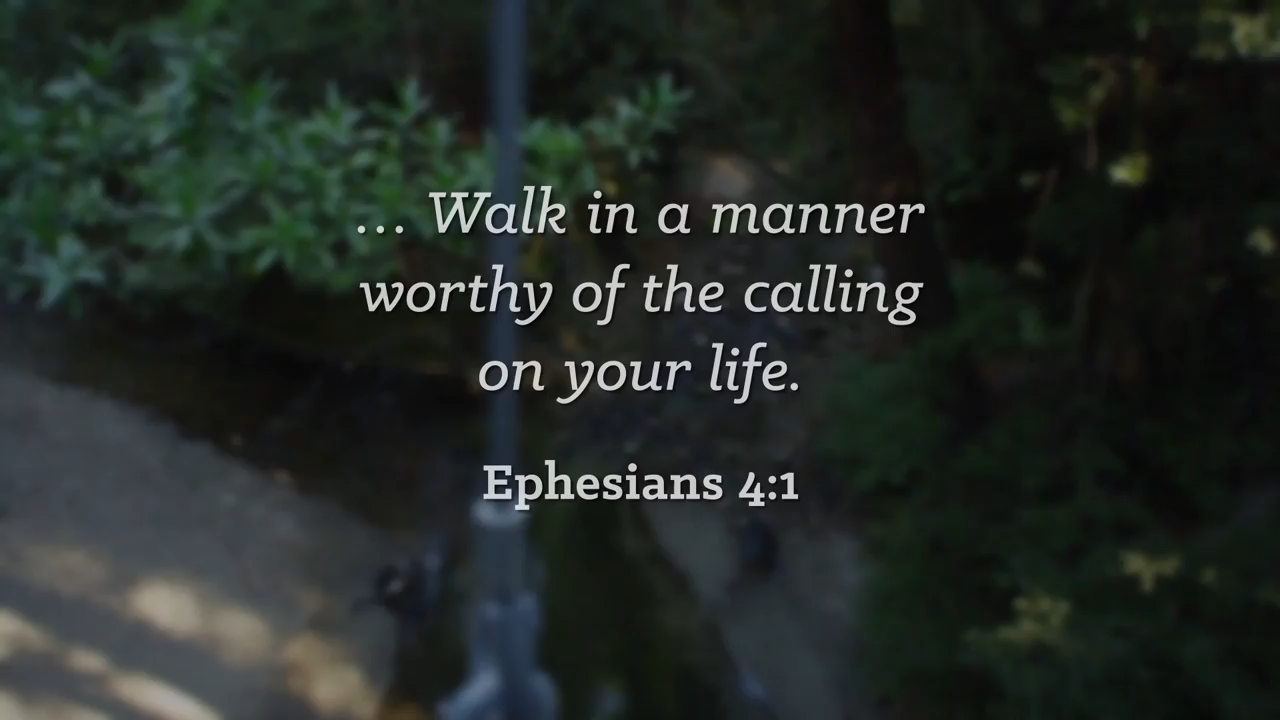 ... Walk in a manner
worthy of the calling
on your life.
Ephesians 4:1